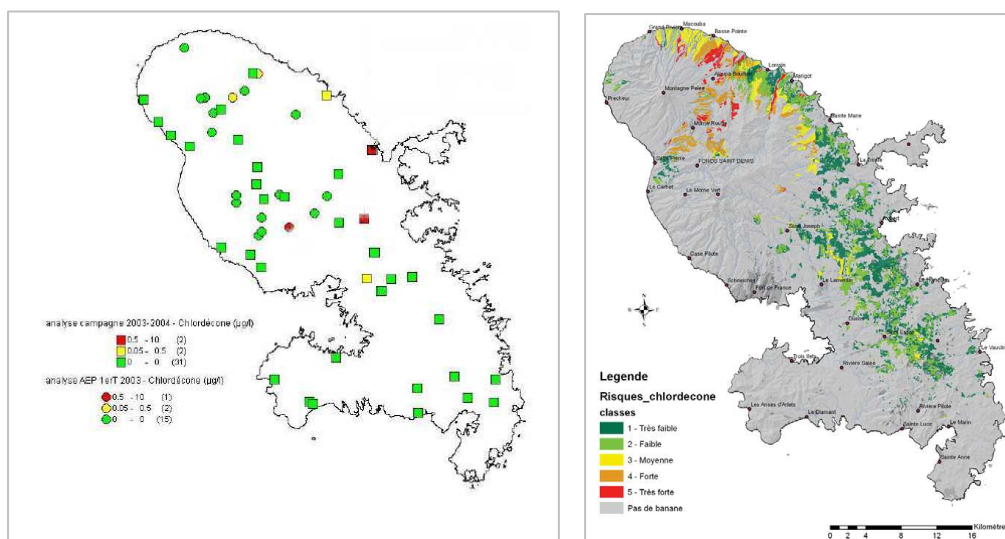 analyse campagne 2003-2004 - Chlordécone (µg/l)
0.5 - 10 (2)
0.05 - 0.5 (2)
0 - 0 (31)
analyse AEP 1erT 2003 - Chlordécone (µg/l)
0.5 - 10 (1)
0.05 - 0.5 (2)
0 - 0 (15)
Grand Rivière
Macouba
Basse Pointe
Lorrain
Marigot
Montagne Pelée
Precheur
Morne Rouge
Sainte Marie
FONDS SAINT DENIS
Le Carbet
Le Morne Vert
Saint Joseph
Case Pilote
Schoelcher
Fort de France
Le Lamentin
Ducos
Le Vauclin
Trois Ilets
Rivière Salée
Les Anses d'Arlets
Le Diamant
Rivière Pilote
Sainte Luce
Le Marin
Sainte Anne
Legende
Risques_chlordecone
classes
1 - Très faible
2 - Faible
3 - Moyenne
4 - Forte
5 - Très forte
Pas de banane
Kilomètre
0 2 4 8 12 16